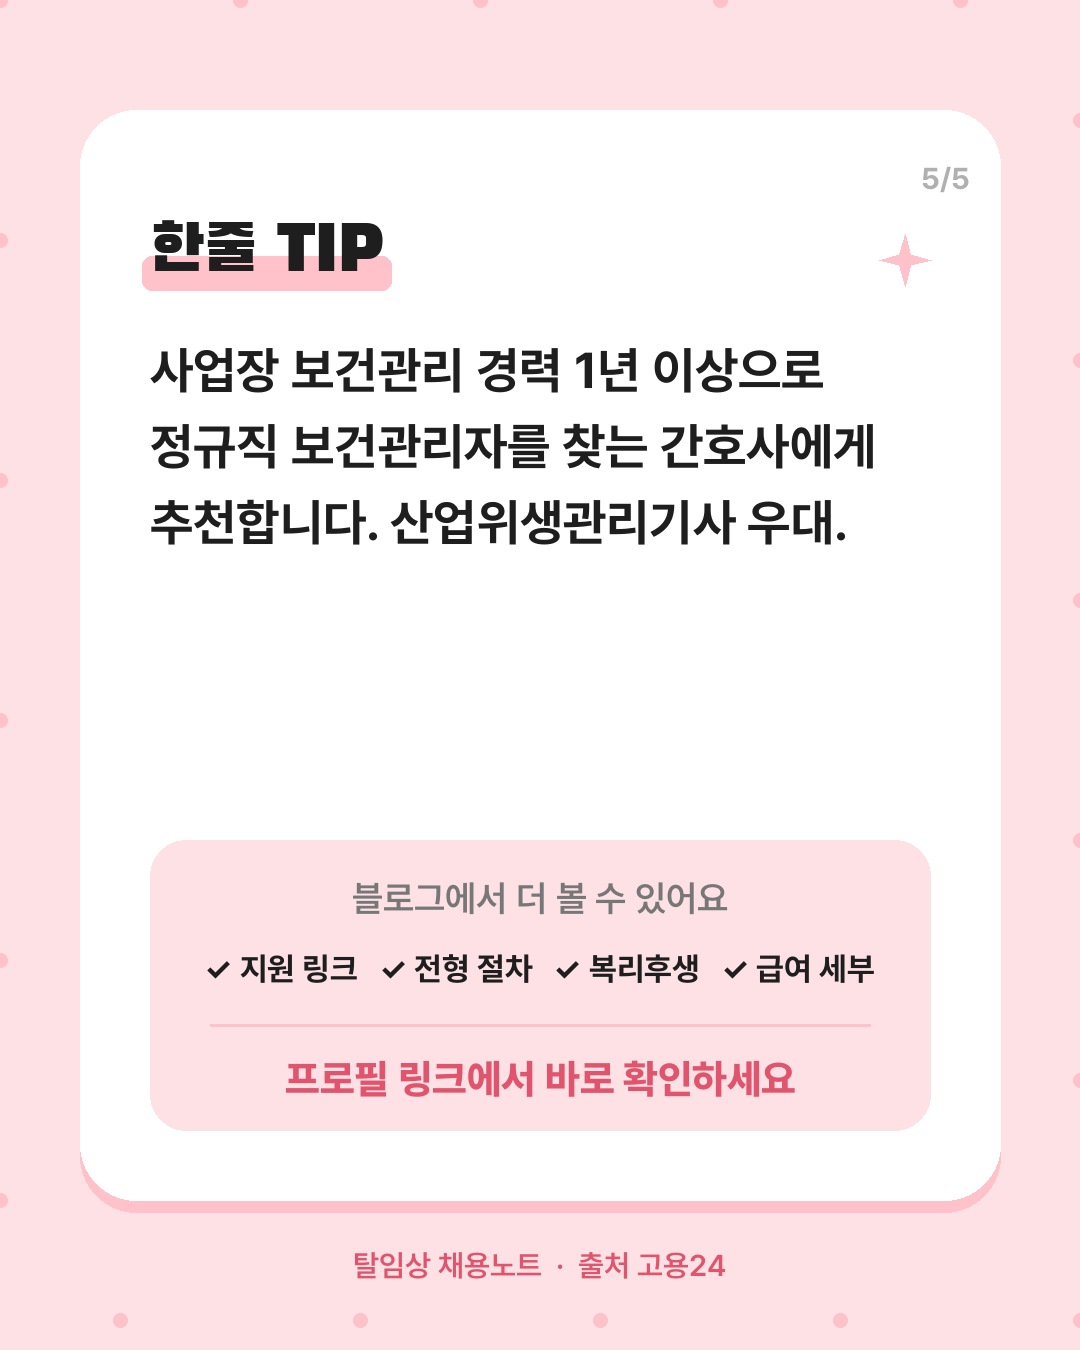 5/5
한줄 TIP
사업장 보건관리 경력 1년 이상으로
정규직 보건관리자를 찾는 간호사에게
추천합니다. 산업위생관리기사 우대.
블로그에서 더 볼 수 있어요
✓ 지원 링크 ✓ 전형 절차 ✓ 복리후생 ✓ 급여 세부
프로필 링크에서 바로 확인하세요
탈임상 채용노트 · 출처 고용24